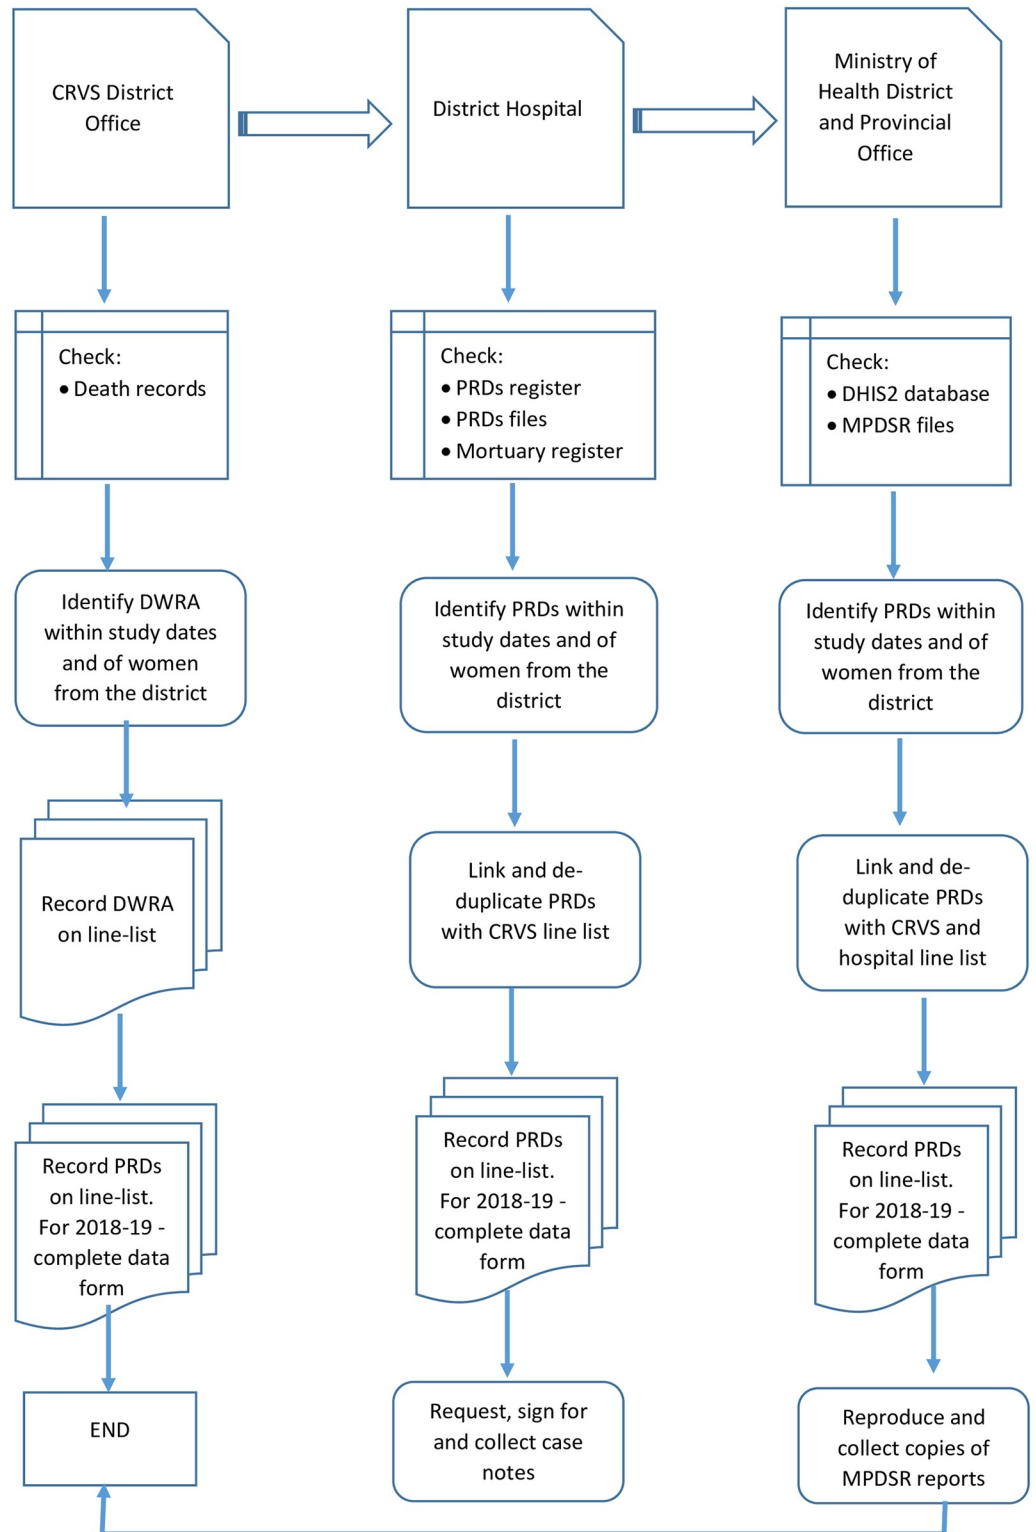 CRVS District
Office
District Hospital
Ministry of
Health District
and Provincial
Office
Check:
• Death records
Check:
• PRDs register
• PRDs files
• Mortuary register
Check:
• DHIS2 database
• MPDSR files
Identify DWRA
within study dates
and of women
from the district
Identify PRDs within
study dates and of
women from the
district
Identify PRDs within
study dates and of
women from the
district
Record DWRA
on line-list
Link and de-
duplicate PRDs
with CRVS line list
Link and de-
duplicate PRDs
with CRVS and
hospital line list
Record PRDs
on line-list.
For 2018-19 -
complete data
form
Record PRDs
on line-list.
For 2018-19 -
complete data
form
Record PRDs
on line-list.
For 2018-19 -
complete data
form
END
Request, sign for
and collect case
notes
Reproduce and
collect copies of
MPDSR reports